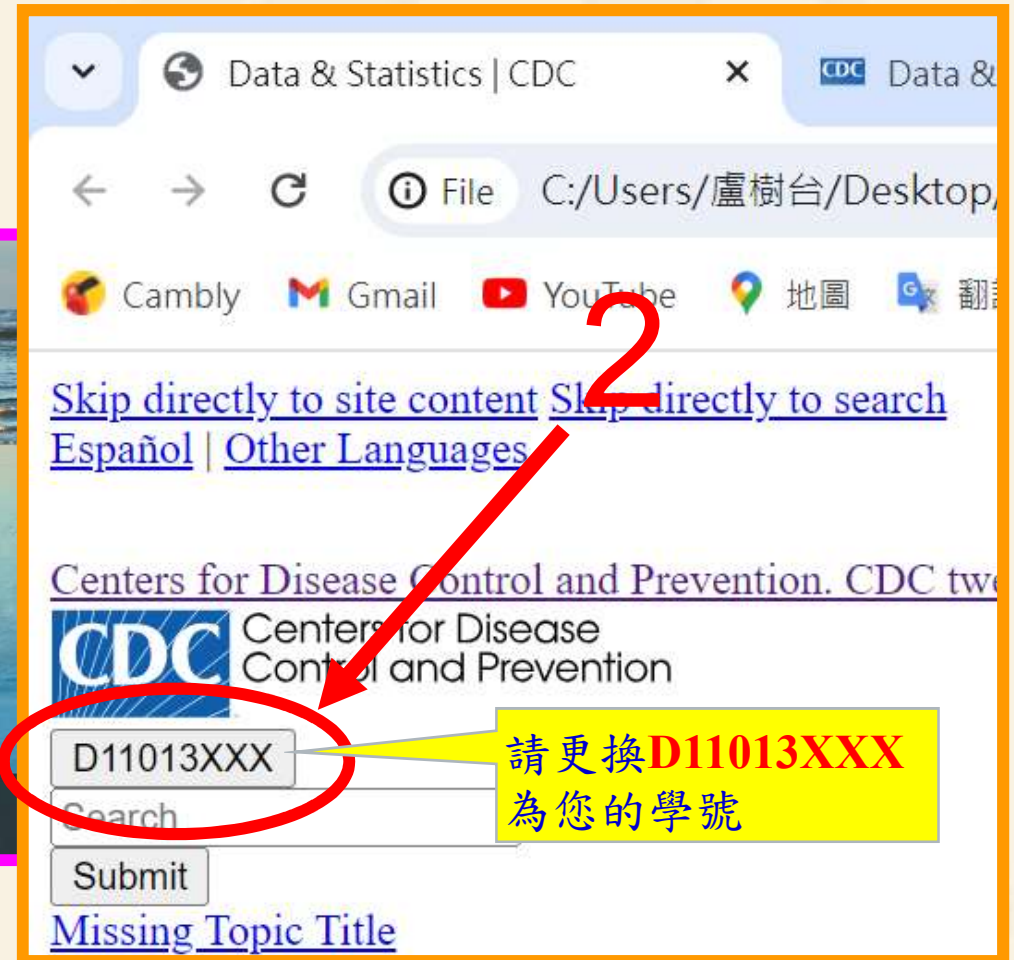 Data & Statistics | CDC
CDC Data &
File C:/Users/盧樹台/Desktop/
Cambly Gmail YouTube 地圖
2
Skip directly to site content Skip directly to search
Español | Other Languages
Centers for Disease Control and Prevention. CDC twe
CDC Centers for Disease
Control and Prevention
D11013XXX
請更換D11013XXX
為您的學號
Search
Submit
Missing Topic Title